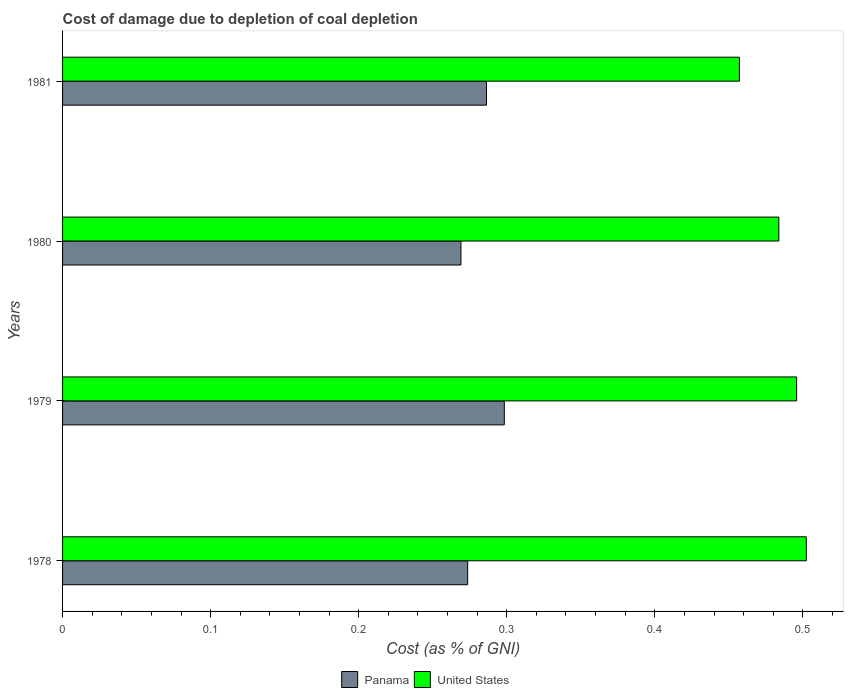 Cost of damage due to depletion of coal depletion
1981
1980
Years
1979
1978
0
0.1
0.2
0.3
0.4
0.5
Cost (as % of GNI)
Panama
United States